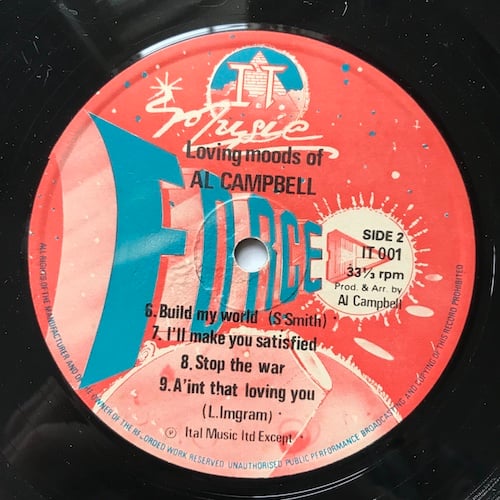 IT
Music
Loving moods of
AL CAMPBELL
FORCE
SIDE 2
IT 001
33⅓ rpm
Prod. & Arr. by
Al Campbell
6. Build my world (S Smith)
7. I'll make you satisfied
8. Stop the war
9. A'int that loving you
(L. Imgram)
℗ Ital Music ltd Except
ALL RIGHTS OF THE MANUFACTURER AND OF THE OWNER OF THE RECORDED WORK RESERVED UNAUTHORISED PUBLIC PERFORMANCE BROADCASTING AND COPYING OF THIS RECORD PROHIBITED